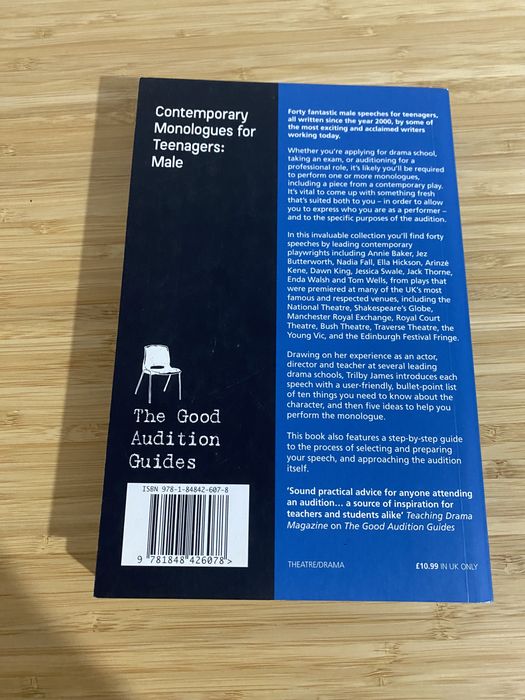 Contemporary
Monologues for
Teenagers:
Male
The Good
Audition
Guides
ISBN 978-1-84842-607-8
9 781848 426078 >
Forty fantastic male speeches for teenagers,
all written since the year 2000, by some of
the most exciting and acclaimed writers
working today.
Whether you're applying for drama school,
taking an exam, or auditioning for a
professional role, it's likely you'll be required
to perform one or more monologues,
including a piece from a contemporary play.
It's vital to come up with something fresh
that's suited both to you – in order to allow
you to express who you are as a performer –
and to the specific purposes of the audition.
In this invaluable collection you'll find forty
speeches by leading contemporary
playwrights including Annie Baker, Jez
Butterworth, Nadia Fall, Ella Hickson, Arinzé
Kene, Dawn King, Jessica Swale, Jack Thorne,
Enda Walsh and Tom Wells, from plays that
were premiered at many of the UK's most
famous and respected venues, including the
National Theatre, Shakespeare's Globe,
Manchester Royal Exchange, Royal Court
Theatre, Bush Theatre, Traverse Theatre, the
Young Vic, and the Edinburgh Festival Fringe.
Drawing on her experience as an actor,
director and teacher at several leading
drama schools, Trilby James introduces each
speech with a user-friendly, bullet-point list
of ten things you need to know about the
character, and then five ideas to help you
perform the monologue.
This book also features a step-by-step guide
to the process of selecting and preparing
your speech, and approaching the audition
itself.
'Sound practical advice for anyone attending
an audition... a source of inspiration for
teachers and students alike' Teaching Drama
Magazine on The Good Audition Guides
THEATRE/DRAMA £10.99 IN UK ONLY